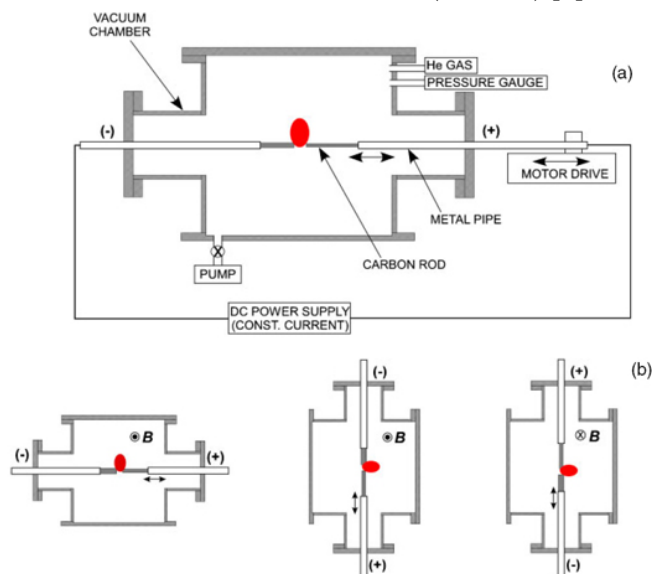 VACUUM
CHAMBER
He GAS
PRESSURE GAUGE
(a)
(-)
(+)
MOTOR DRIVE
METAL PIPE
CARBON ROD
PUMP
DC POWER SUPPLY
(CONST. CURRENT)
(b)
(-)
B
(+)
(-)
B
(+)
(+)
B
(-)